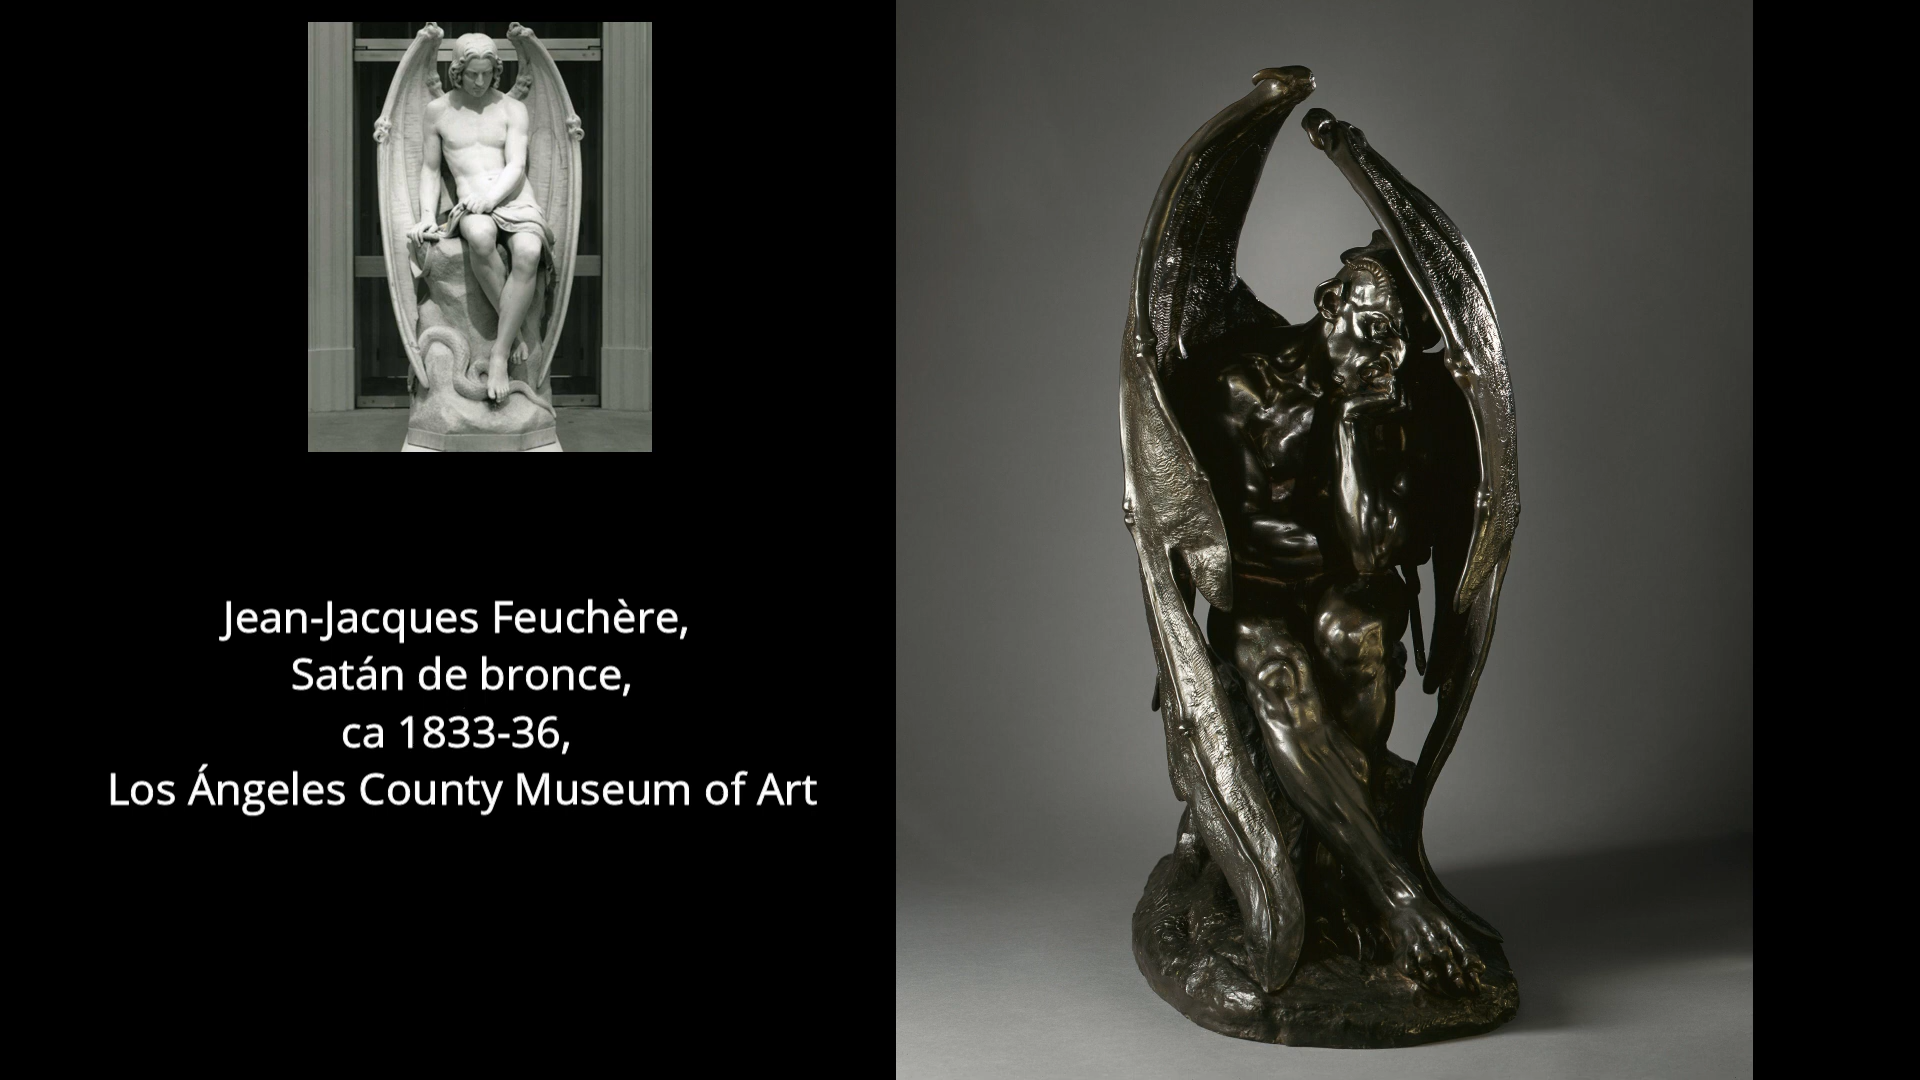 Jean-Jacques Feuchère,
Satán de bronce,
ca 1833-36,
Los Ángeles County Museum of Art